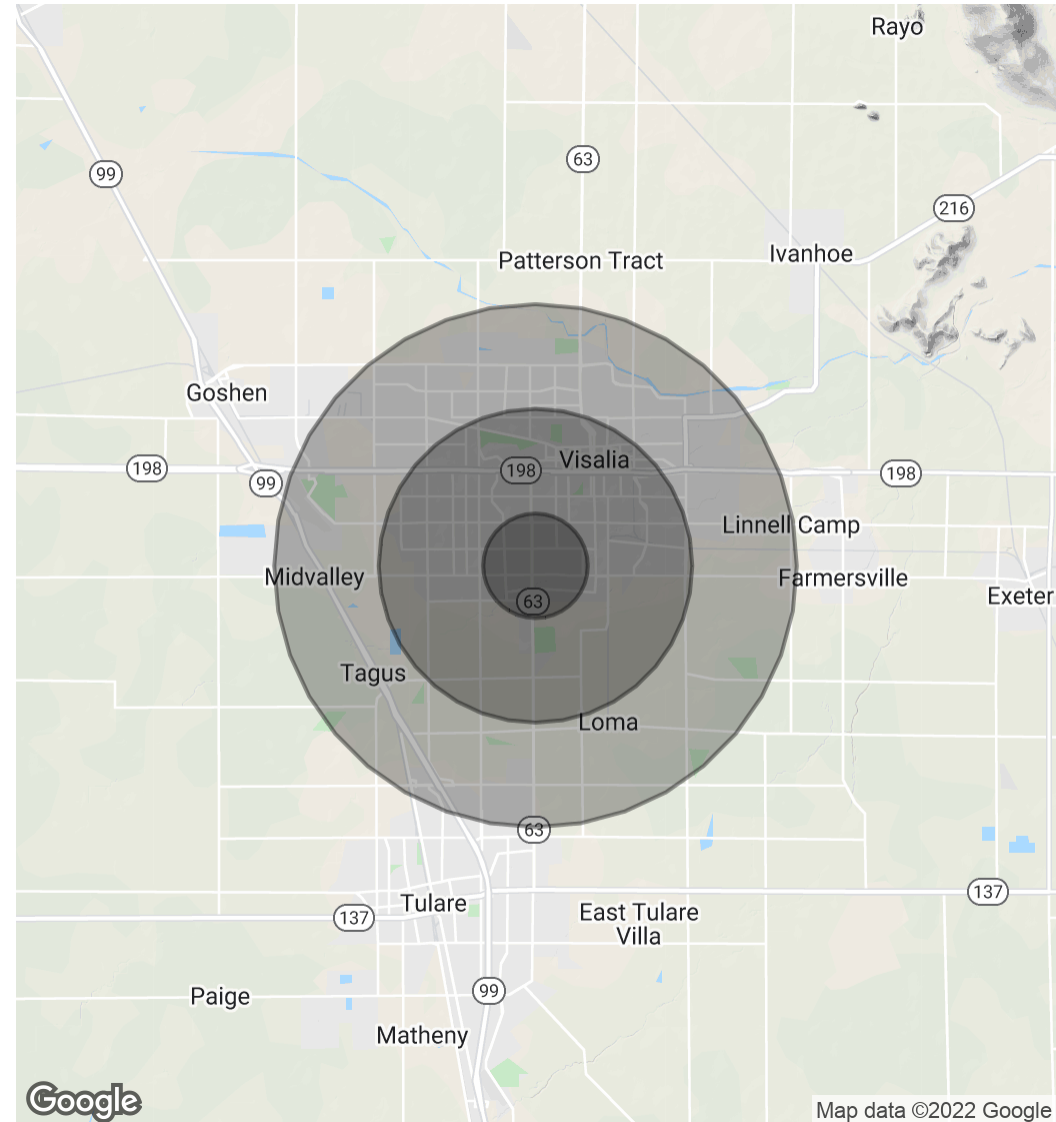 Rayo
63
99
216
Ivanhoe
Patterson Tract
Goshen
Visalia
198
198
198
99
Linnell Camp
Midvalley
Farmersville
Exeter
63
Tagus
Loma
63
137
Tulare
137
East Tulare
Villa
99
Paige
Matheny
Google
Map data ©2022 Google